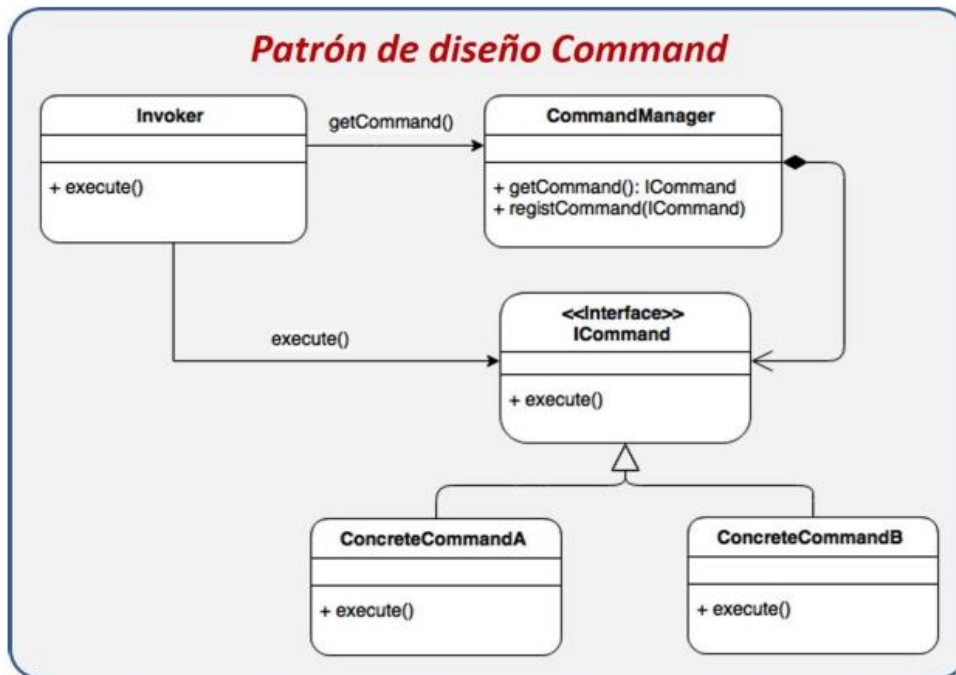 Patrón de diseño Command
Invoker
+ execute()
getCommand()
CommandManager
+ getCommand(): ICommand
+ registCommand(ICommand)
execute()
<<Interface>>
ICommand
+ execute()
ConcreteCommandA
+ execute()
ConcreteCommandB
+ execute()